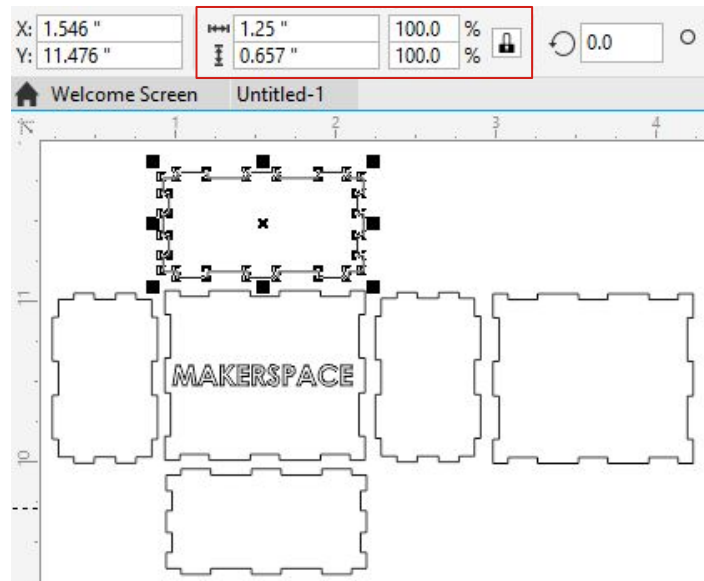 X: 1.546 " 1.25 " 100.0 % 0.0
Y: 11.476 " 0.657 " 100.0 %
Welcome Screen Untitled-1
1 2 3 4
11
MAKERSPACE
10